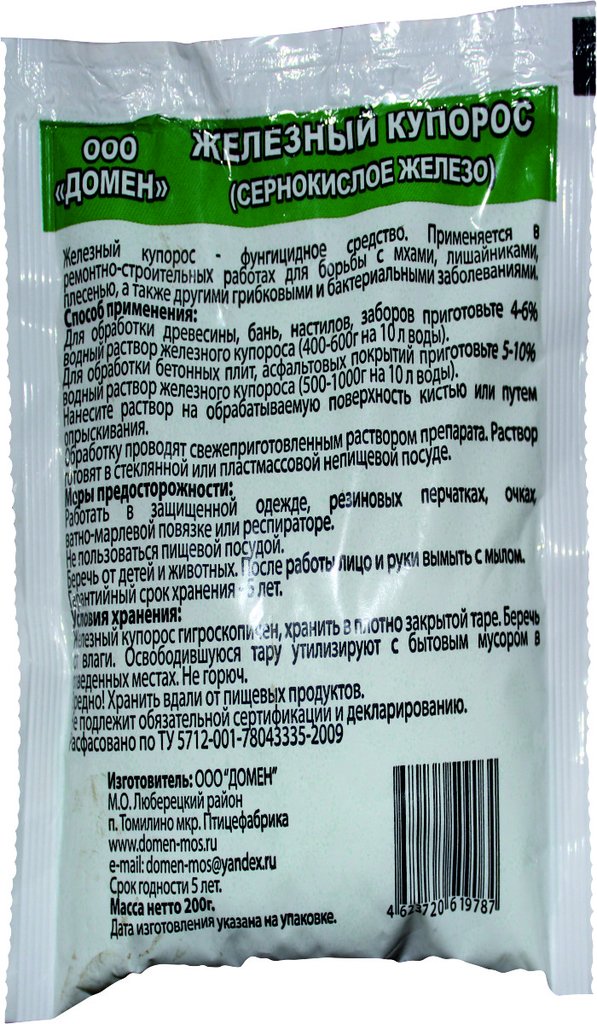 ООО
«ДОМЕН»
ЖЕЛЕЗНЫЙ КУПОРОС
(СЕРНОКИСЛОЕ ЖЕЛЕЗО)
Железный купорос - фунгицидное средство. Применяется в
ремонтно-строительных работах для борьбы с мхами, лишайниками,
плесенью, а также другими грибковыми и бактериальными заболеваниями.
Способ применения:
Для обработки древесины, бань, настилов, заборов приготовьте 4-6%
водный раствор железного купороса (400-600г на 10 л воды).
Для обработки бетонных плит, асфальтовых покрытий приготовьте 5-10%
водный раствор железного купороса (500-1000г на 10 л воды).
Нанесите раствор на обрабатываемую поверхность кистью или путем
опрыскивания.
Обработку проводят свежеприготовленным раствором препарата. Раствор
готовят в стеклянной или пластмассовой непищевой посуде.
Меры предосторожности:
Работать в защищенной одежде, резиновых перчатках, очках,
ватно-марлевой повязке или респираторе.
Не пользоваться пищевой посудой.
Беречь от детей и животных. После работы лицо и руки вымыть с мылом.
Гарантийный срок хранения - 5 лет.
Условия хранения:
Железный купорос гигроскопичен, хранить в плотно закрытой таре. Беречь
от влаги. Освободившуюся тару утилизируют с бытовым мусором в
отведенных местах. Не горюч.
Вредно! Хранить вдали от пищевых продуктов.
Не подлежит обязательной сертификации и декларированию.
Расфасовано по ТУ 5712-001-78043335-2009
Изготовитель: ООО"ДОМЕН"
М.О. Люберецкий район
п. Томилино мкр. Птицефабрика
www.domen-mos.ru
e-mail: domen-mos@yandex.ru
Срок годности 5 лет.
Масса нетто 200г.
Дата изготовления указана на упаковке.
4 623720 619787